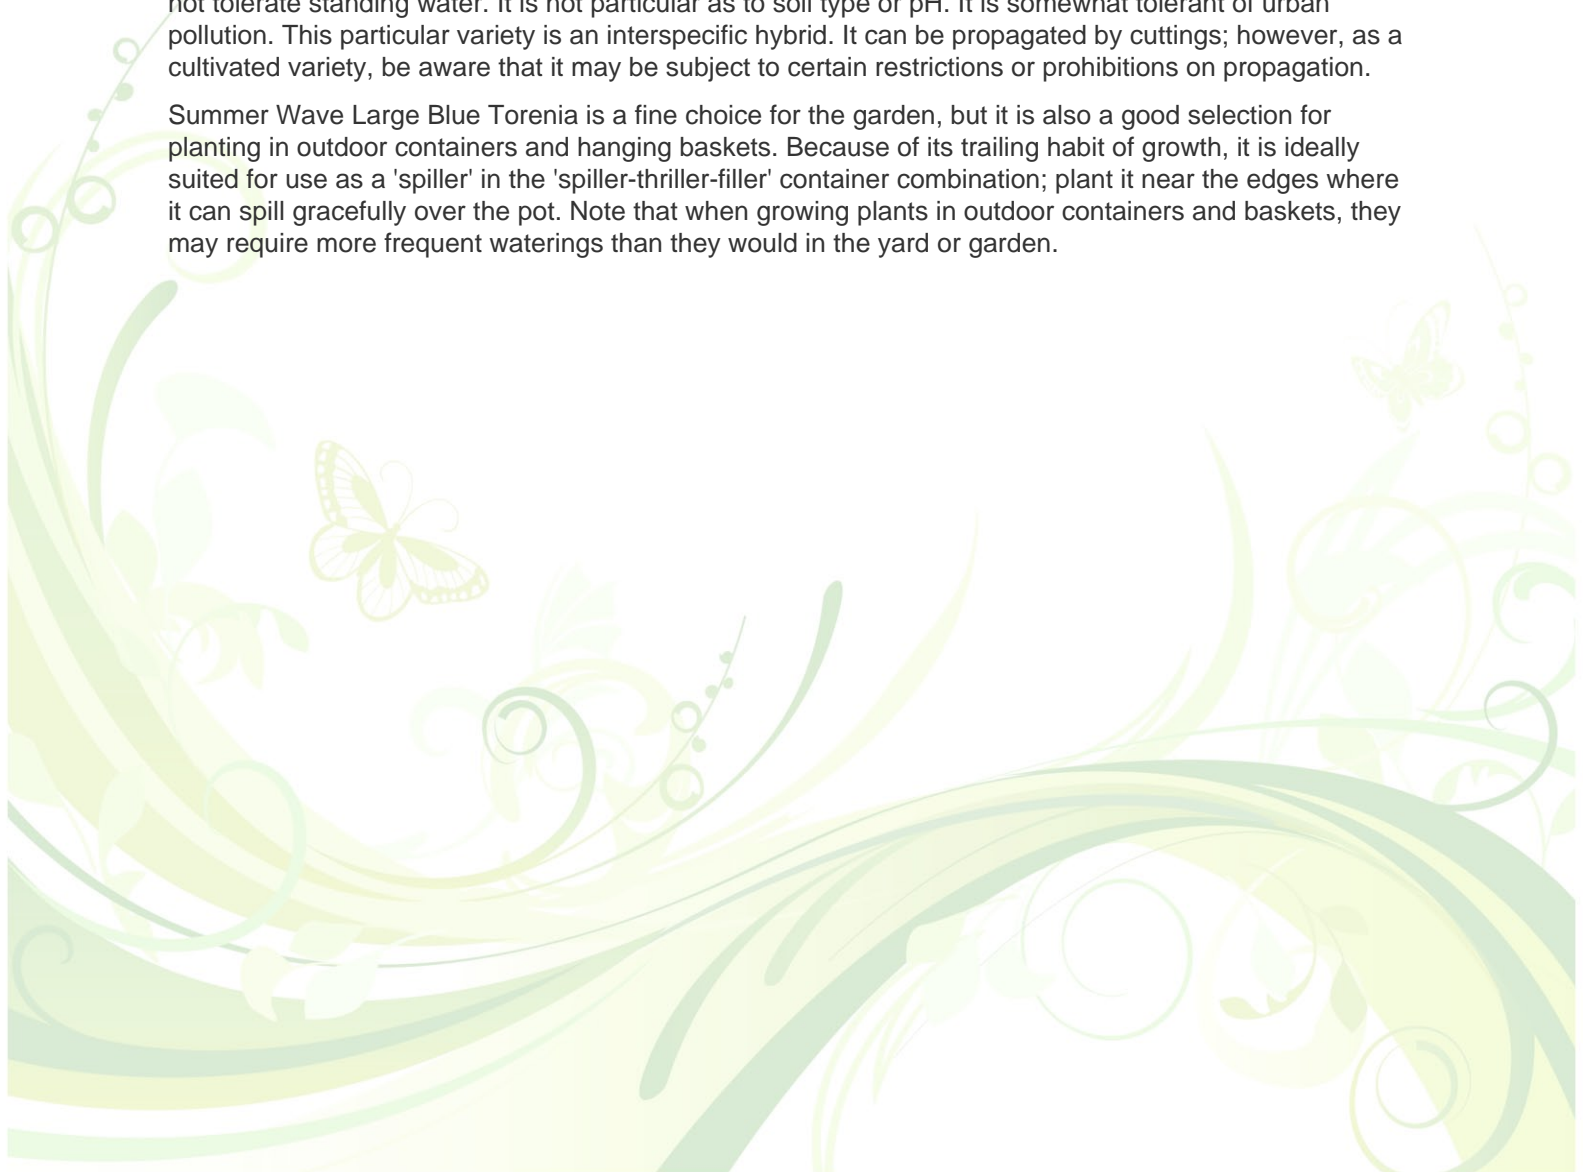 not tolerate standing water. It is not particular as to soil type or pH. It is somewhat tolerant of urban
pollution. This particular variety is an interspecific hybrid. It can be propagated by cuttings; however, as a
cultivated variety, be aware that it may be subject to certain restrictions or prohibitions on propagation.
Summer Wave Large Blue Torenia is a fine choice for the garden, but it is also a good selection for
planting in outdoor containers and hanging baskets. Because of its trailing habit of growth, it is ideally
suited for use as a 'spiller' in the 'spiller-thriller-filler' container combination; plant it near the edges where
it can spill gracefully over the pot. Note that when growing plants in outdoor containers and baskets, they
may require more frequent waterings than they would in the yard or garden.